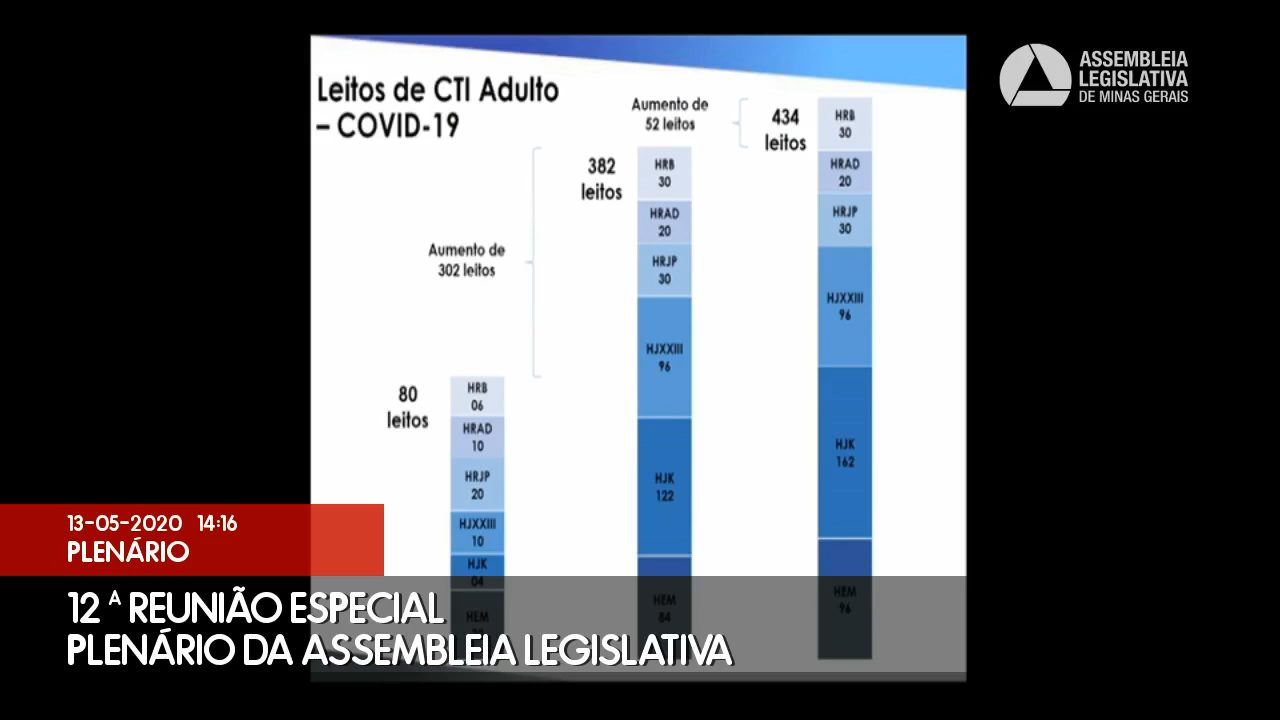 ASSEMBLEIA
LEGISLATIVA
DE MINAS GERAIS
Leitos de CTI Adulto
– COVID-19
80
leitos
HRB
06
HRAD
10
HRJP
20
HJXXIII
10
HJK
04
HEM
Aumento de
302 leitos
382
leitos
HRB
30
HRAD
20
HRJP
30
HJXXIII
96
HJK
122
HEM
84
Aumento de
52 leitos
434
leitos
HRB
30
HRAD
20
HRJP
30
HJXXIII
96
HJK
162
HEM
96
13-05-2020 14:16
PLENÁRIO
12 ª REUNIÃO ESPECIAL
PLENÁRIO DA ASSEMBLEIA LEGISLATIVA